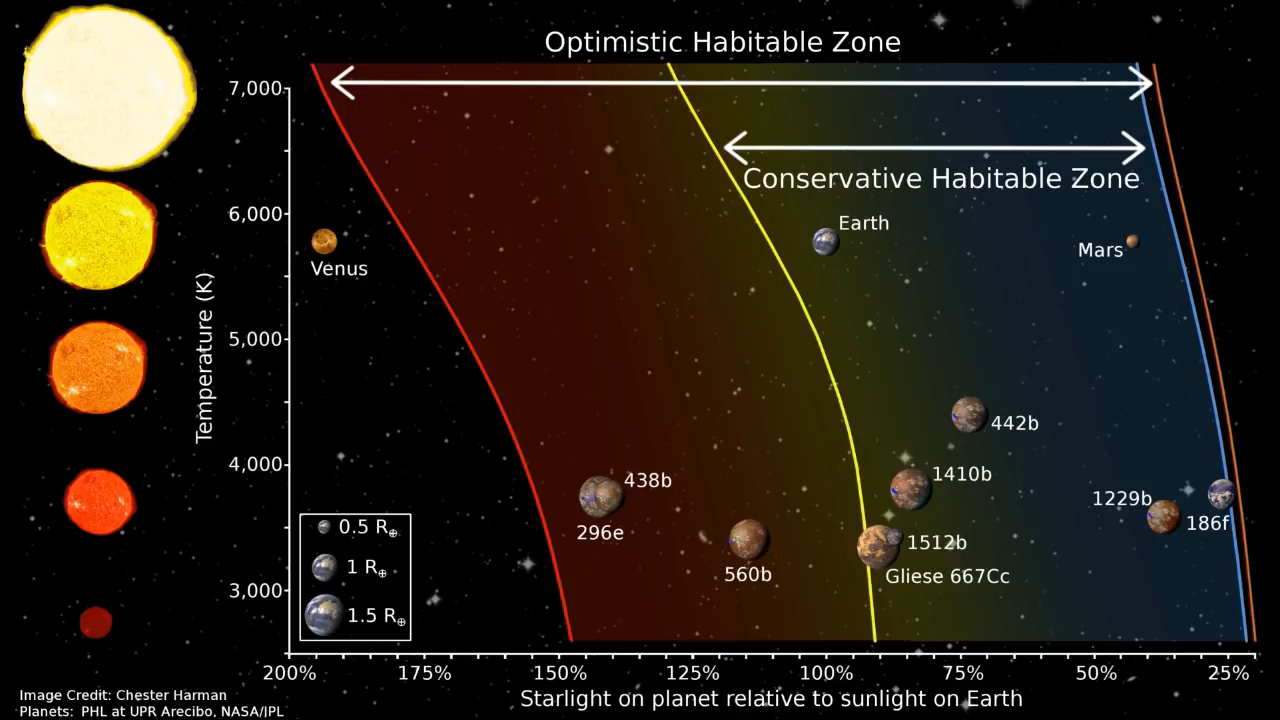 Optimistic Habitable Zone
7,000
Conservative Habitable Zone
6,000
Earth
Mars
Venus
Temperature (K)
5,000
442b
4,000
1410b
438b
1229b
296e
186f
0.5 R⊕
1512b
560b
1 R⊕
Gliese 667Cc
3,000
1.5 R⊕
200% 175% 150% 125% 100% 75% 50% 25%
Starlight on planet relative to sunlight on Earth
Image Credit: Chester Harman
Planets: PHL at UPR Arecibo, NASA/JPL